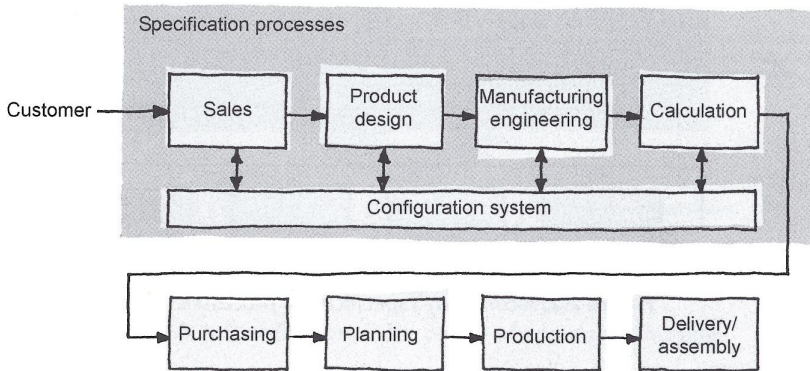 Specification processes
Customer
Sales
Product
design
Manufacturing
engineering
Calculation
Configuration system
Purchasing
Planning
Production
Delivery/
assembly